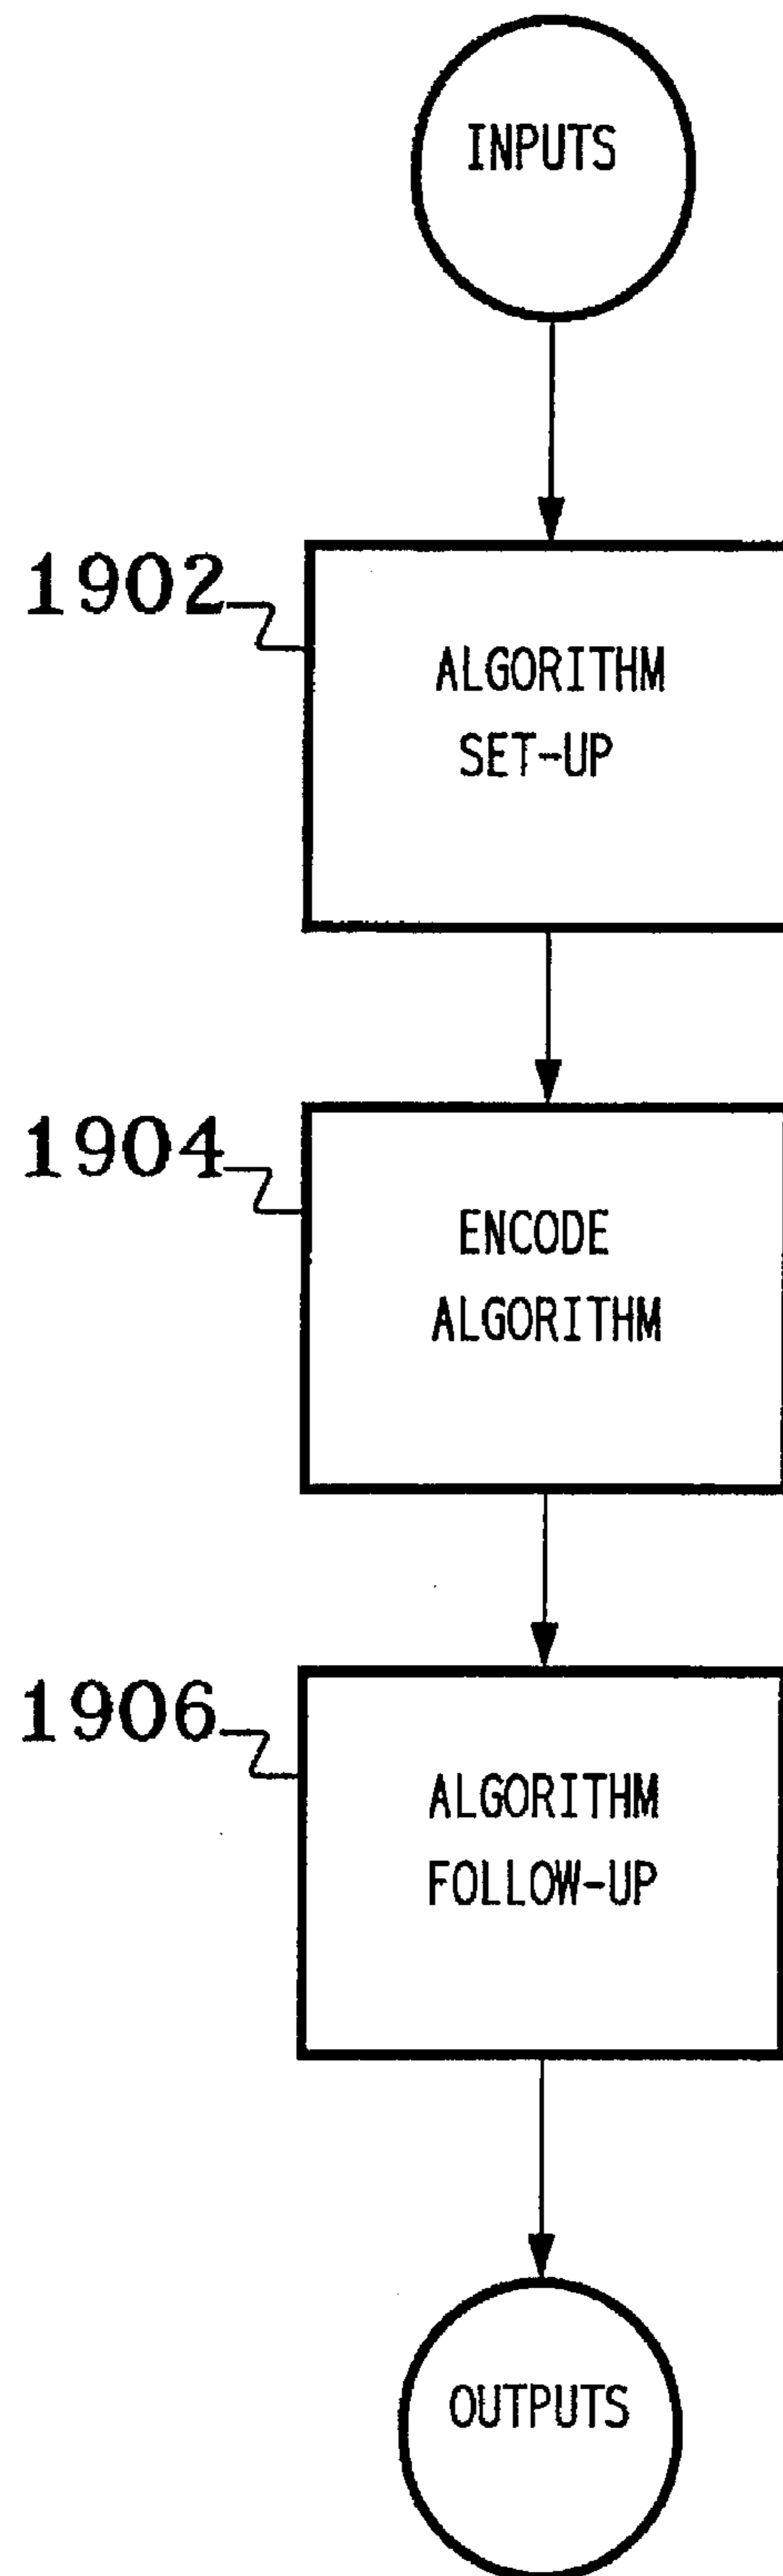 INPUTS
1902
ALGORITHM
SET-UP
1904
ENCODE
ALGORITHM
1906
ALGORITHM
FOLLOW-UP
OUTPUTS